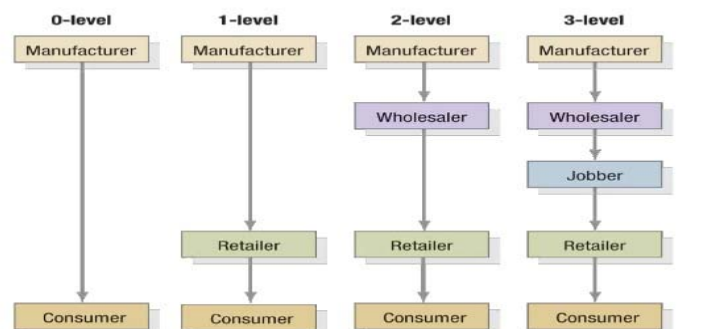 0-level 1-level 2-level 3-level
Manufacturer Manufacturer Manufacturer Manufacturer
Wholesaler Wholesaler
Jobber
Retailer Retailer Retailer
Consumer Consumer Consumer Consumer